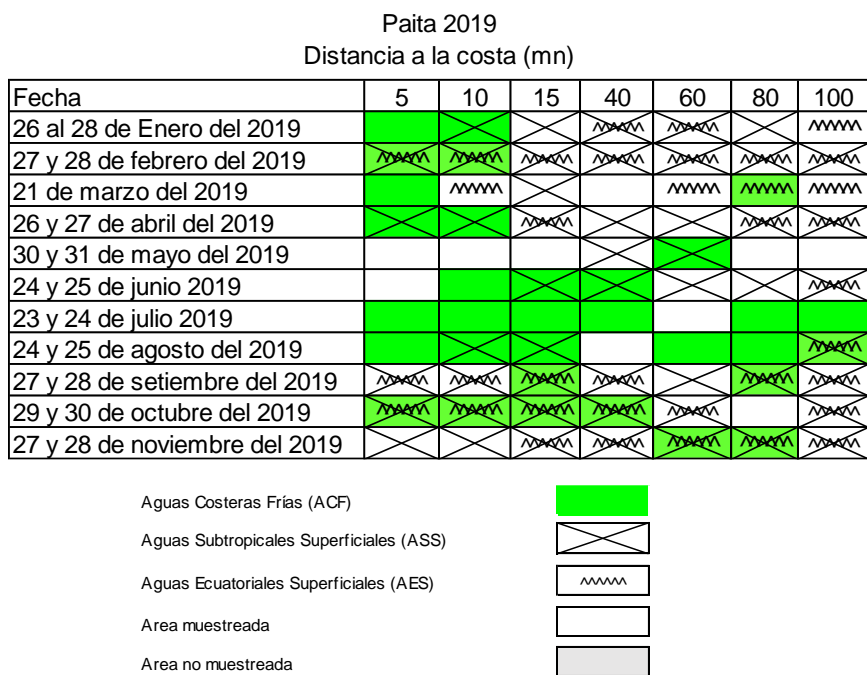 Paita 2019
Distancia a la costa (mn)
Fecha 5 10 15 40 60 80 100
26 al 28 de Enero del 2019
27 y 28 de febrero del 2019
21 de marzo del 2019
26 y 27 de abril del 2019
30 y 31 de mayo del 2019
24 y 25 de junio 2019
23 y 24 de julio 2019
24 y 25 de agosto del 2019
27 y 28 de setiembre del 2019
29 y 30 de octubre del 2019
27 y 28 de noviembre del 2019
Aguas Costeras Frías (ACF)
Aguas Subtropicales Superficiales (ASS)
Aguas Ecuatoriales Superficiales (AES)
Area muestreada
Area no muestreada